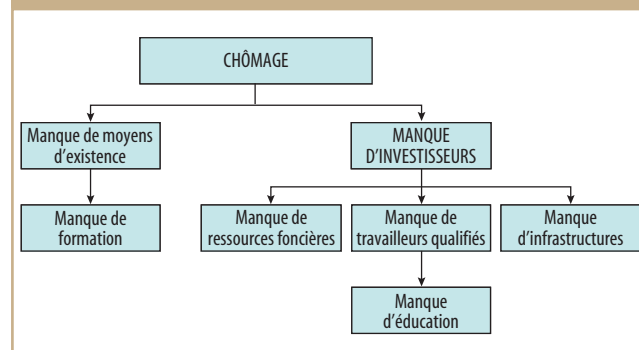 CHÔMAGE
Manque de moyens
d'existence
MANQUE
D'INVESTISSEURS
Manque de
formation
Manque de
ressources foncières
Manque de
travailleurs qualifiés
Manque
d'infrastructures
Manque
d'éducation